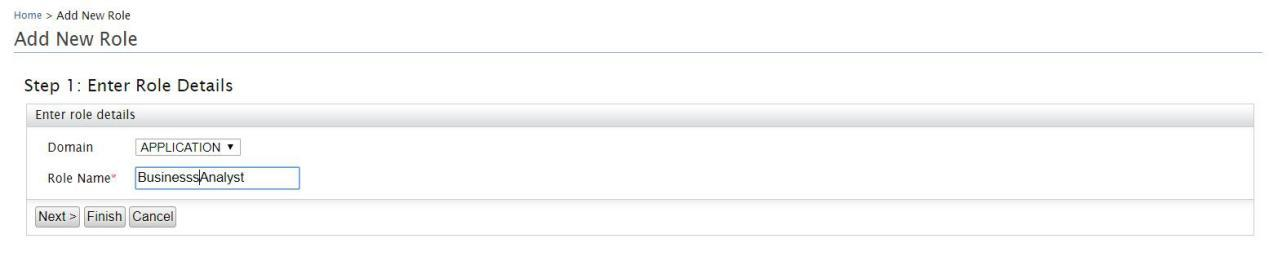 Home > Add New Role
Add New Role
Step 1: Enter Role Details
Enter role details
Domain APPLICATION ▼
Role Name* BusinesssAnalyst
Next > Finish Cancel